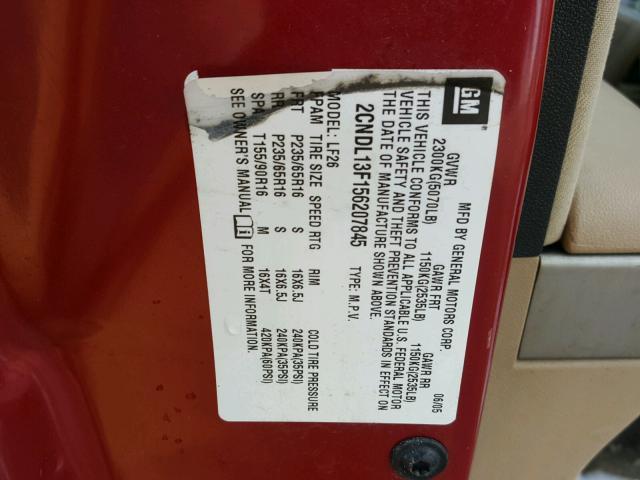 GM MFD BY GENERAL MOTORS CORP. 06/05
GVWR GAWR FRT GAWR RR
2300KG(5070LB) 1150KG(2535LB) 1150KG(2535LB)
THIS VEHICLE CONFORMS TO ALL APPLICABLE U.S. FEDERAL MOTOR
VEHICLE SAFETY AND THEFT PREVENTION STANDARDS IN EFFECT ON
THE DATE OF MANUFACTURE SHOWN ABOVE.
2CNDL13F156207845 TYPE: M.P.V.
MODEL: LF26
PAM TIRE SIZE SPEED RTG RIM COLD TIRE PRESSURE
FRT P235/65R16 S 16X6.5J 240KPA(35PSI)
RR P235/65R16 S 16X6.5J 240KPA(35PSI)
SPA T155/90R16 M 16X4T 420KPA(60PSI)
SEE OWNER'S MANUAL FOR MORE INFORMATION.